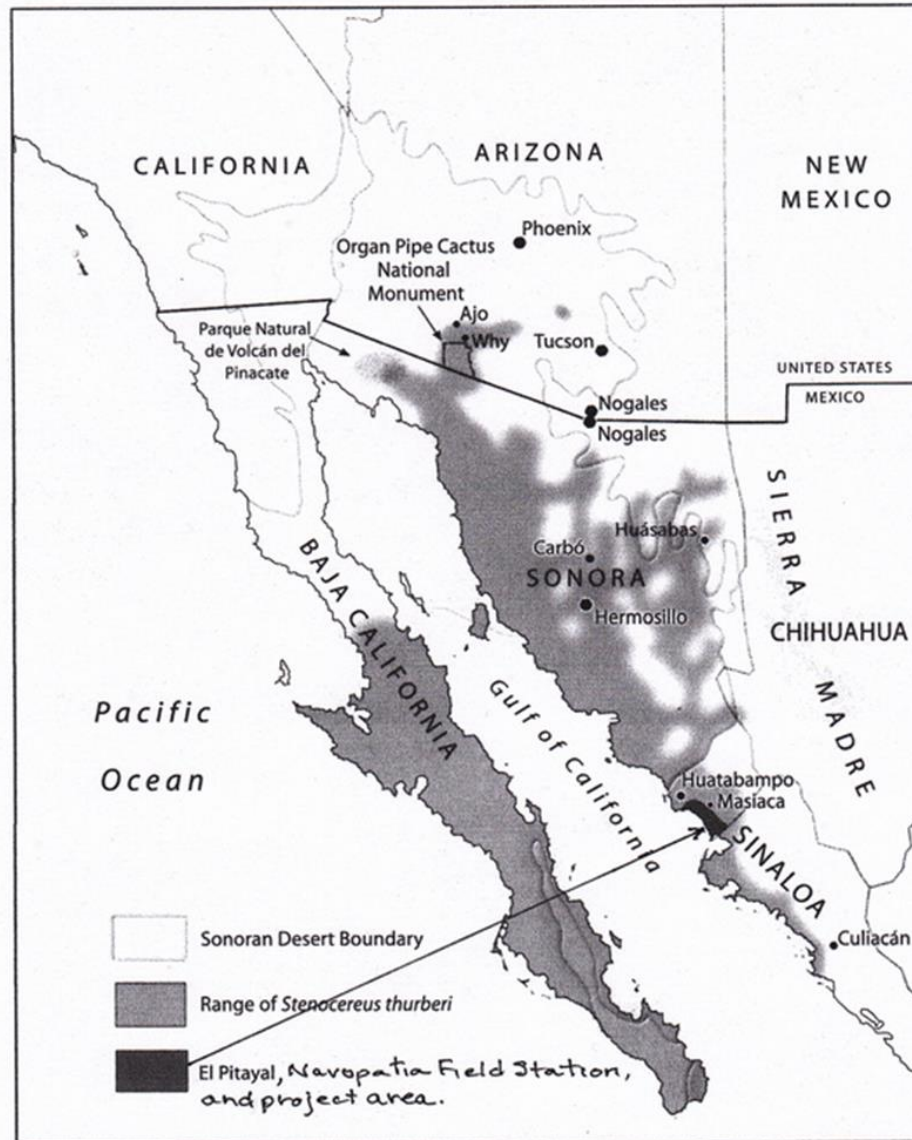 CALIFORNIA
ARIZONA
NEW
MEXICO
Phoenix
Organ Pipe Cactus
National
Monument
Ajo
Why
Tucson
Parque Natural
de Volcán del
Pinacate
UNITED STATES
MEXICO
Nogales
Nogales
SIERRA MADRE
Huásabas
Carbó
SONORA
Hermosillo
BAJA CALIFORNIA
CHIHUAHUA
Gulf of California
Pacific
Ocean
Huatabampo
Masiaca
SINALOA
Culiacán
Sonoran Desert Boundary
Range of Stenocereus thurberi
El Pitayal, Navopatia Field Station,
and project area.